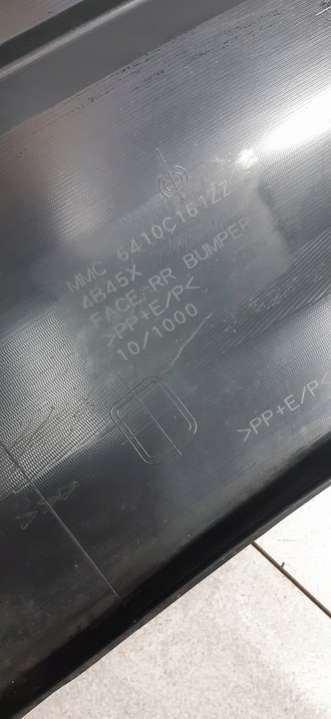 MMC 6410C161ZZ
4B45X
FACE,RR BUMPER
>PP+E/P<
10/1000
>PP+E/P